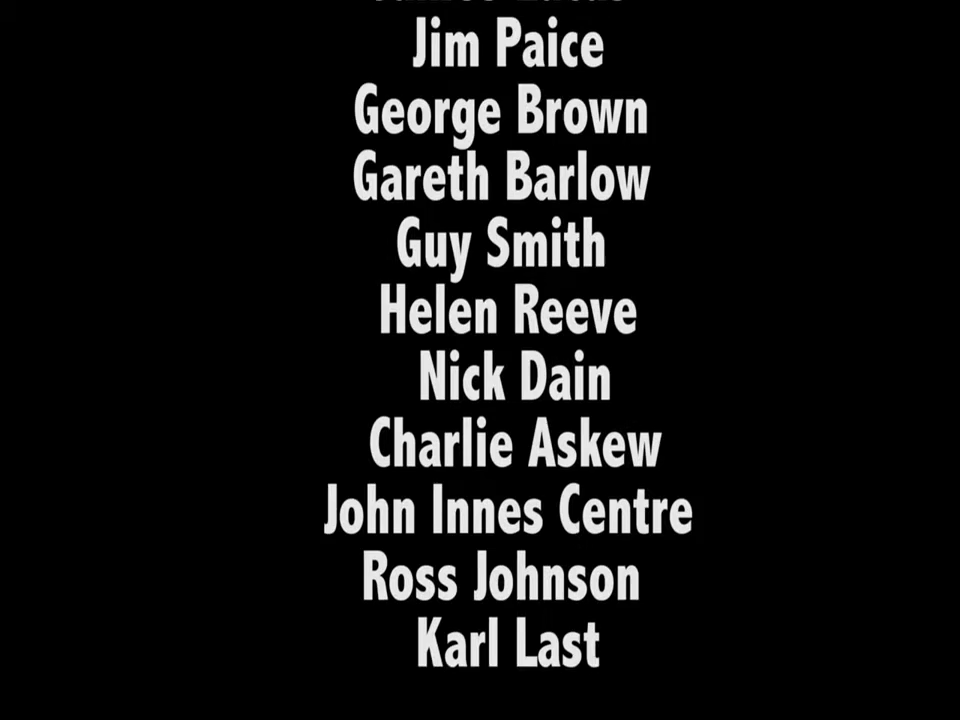 Jim Paice
George Brown
Gareth Barlow
Guy Smith
Helen Reeve
Nick Dain
Charlie Askew
John Innes Centre
Ross Johnson
Karl Last